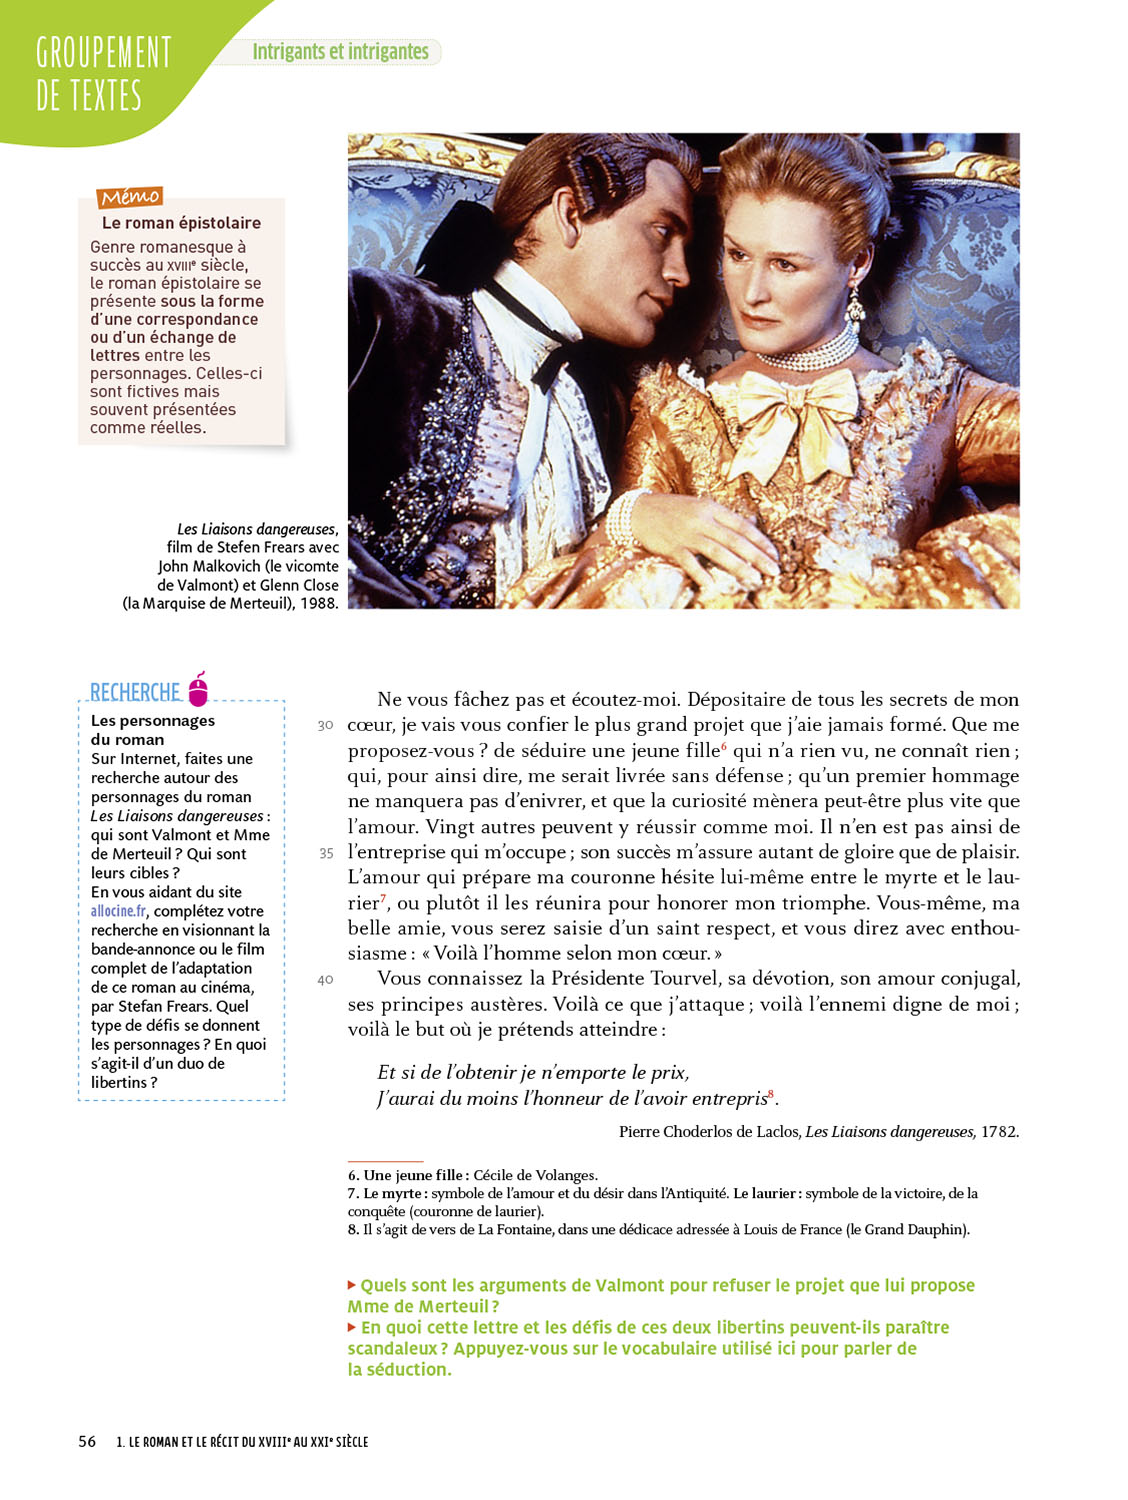 GROUPEMENT
DE TEXTES
Intrigants et intrigantes
Mémo
Le roman épistolaire
Genre romanesque à
succès au XVIIIe siècle,
le roman épistolaire se
présente sous la forme
d’une correspondance
ou d’un échange de
lettres entre les
personnages. Celles-ci
sont fictives mais
souvent présentées
comme réelles.
Les Liaisons dangereuses,
film de Stefen Frears avec
John Malkovich (le vicomte
de Valmont) et Glenn Close
(la Marquise de Merteuil), 1988.
RECHERCHE
Les personnages
du roman
Sur Internet, faites une
recherche autour des
personnages du roman
Les Liaisons dangereuses :
qui sont Valmont et Mme
de Merteuil ? Qui sont
leurs cibles ?
En vous aidant du site
allocine.fr, complétez votre
recherche en visionnant la
bande-annonce ou le film
complet de l’adaptation
de ce roman au cinéma,
par Stefan Frears. Quel
type de défis se donnent
les personnages ? En quoi
s’agit-il d’un duo de
libertins ?
Ne vous fâchez pas et écoutez-moi. Dépositaire de tous les secrets de mon
30 cœur, je vais vous confier le plus grand projet que j’aie jamais formé. Que me
proposez-vous ? de séduire une jeune fille6 qui n’a rien vu, ne connaît rien ;
qui, pour ainsi dire, me serait livrée sans défense ; qu’un premier hommage
ne manquera pas d’enivrer, et que la curiosité mènera peut-être plus vite que
l’amour. Vingt autres peuvent y réussir comme moi. Il n’en est pas ainsi de
35 l’entreprise qui m’occupe ; son succès m’assure autant de gloire que de plaisir.
L’amour qui prépare ma couronne hésite lui-même entre le myrte et le lau-
rier7, ou plutôt il les réunira pour honorer mon triomphe. Vous-même, ma
belle amie, vous serez saisie d’un saint respect, et vous direz avec enthou-
siasme : « Voilà l’homme selon mon cœur. »
40 Vous connaissez la Présidente Tourvel, sa dévotion, son amour conjugal,
ses principes austères. Voilà ce que j’attaque ; voilà l’ennemi digne de moi ;
voilà le but où je prétends atteindre :
Et si de l’obtenir je n’emporte le prix,
J’aurai du moins l’honneur de l’avoir entrepris8.
Pierre Choderlos de Laclos, Les Liaisons dangereuses, 1782.
6. Une jeune fille : Cécile de Volanges.
7. Le myrte : symbole de l’amour et du désir dans l’Antiquité. Le laurier : symbole de la victoire, de la
conquête (couronne de laurier).
8. Il s’agit de vers de La Fontaine, dans une dédicace adressée à Louis de France (le Grand Dauphin).
Quels sont les arguments de Valmont pour refuser le projet que lui propose
Mme de Merteuil ?
En quoi cette lettre et les défis de ces deux libertins peuvent-ils paraître
scandaleux ? Appuyez-vous sur le vocabulaire utilisé ici pour parler de
la séduction.
56 1. LE ROMAN ET LE RÉCIT DU XVIIIe AU XXIe SIÈCLE